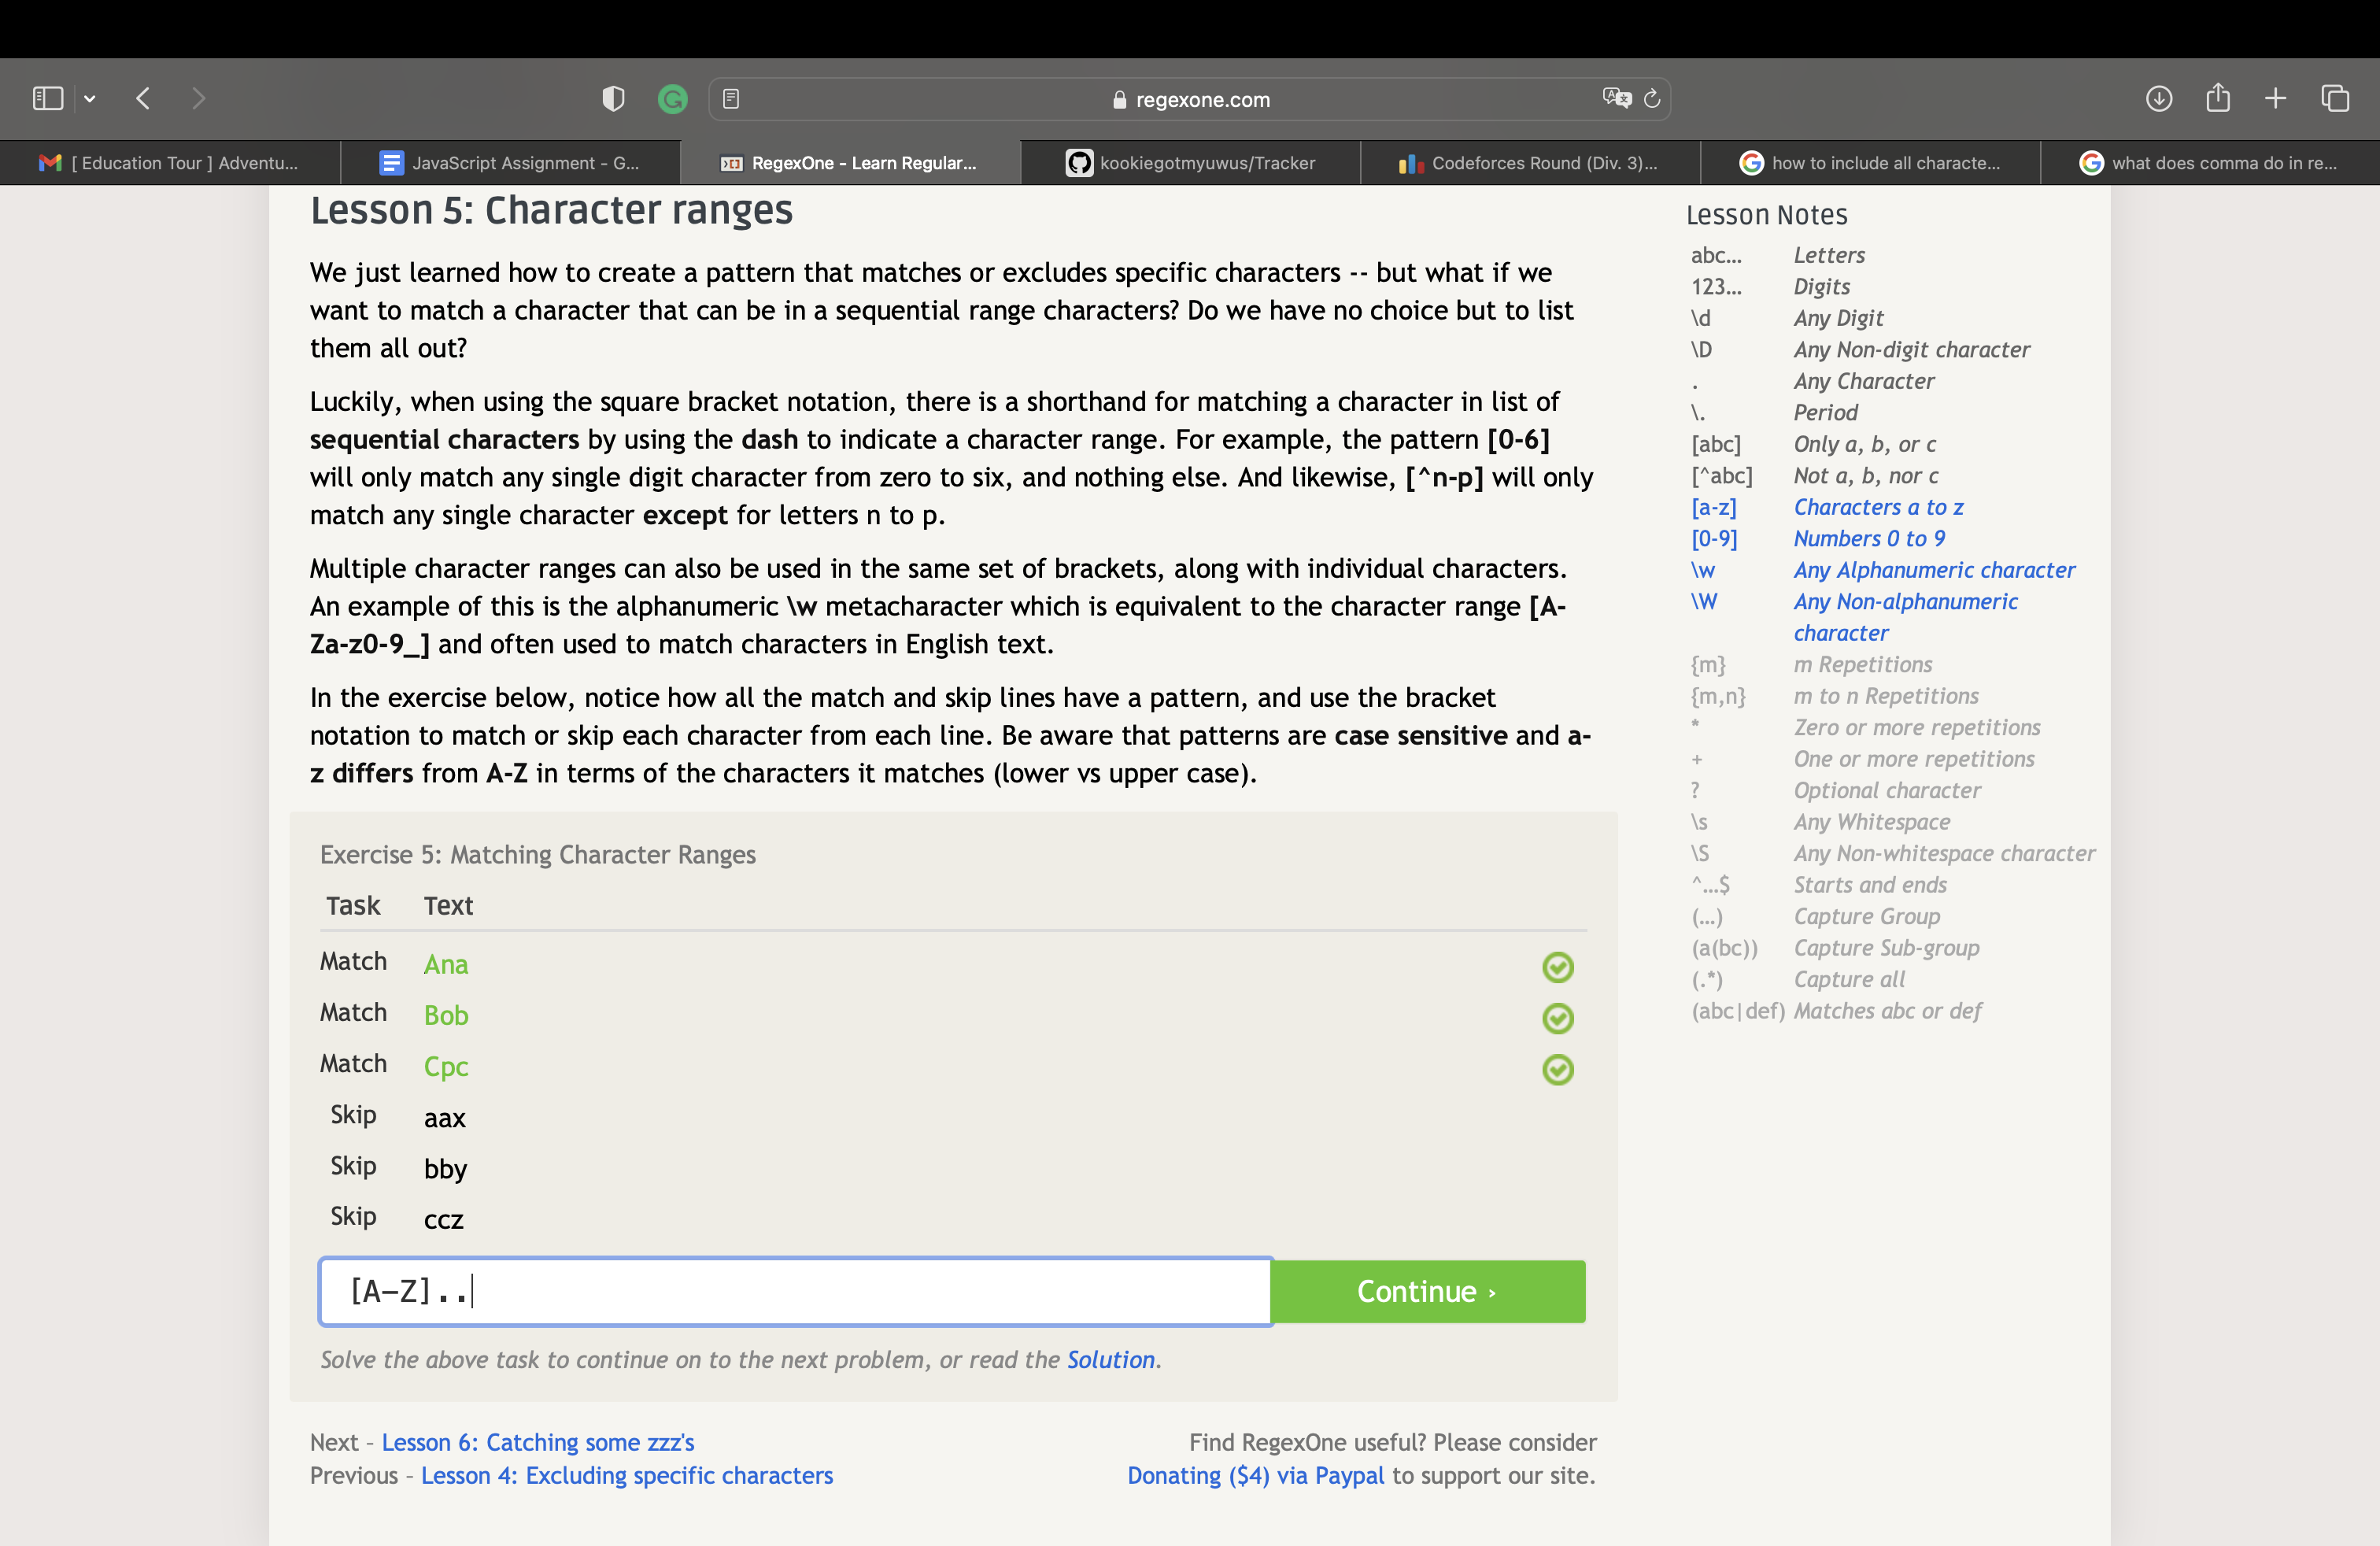 regexone.com
[ Education Tour ] Adventu...
JavaScript Assignment - G...
RegexOne - Learn Regular...
kookiegotmyuwus/Tracker
Codeforces Round (Div. 3)...
how to include all characte...
what does comma do in re...
Lesson 5: Character ranges
We just learned how to create a pattern that matches or excludes specific characters -- but what if we
want to match a character that can be in a sequential range characters? Do we have no choice but to list
them all out?
Luckily, when using the square bracket notation, there is a shorthand for matching a character in list of
sequential characters by using the dash to indicate a character range. For example, the pattern [0-6]
will only match any single digit character from zero to six, and nothing else. And likewise, [^n-p] will only
match any single character except for letters n to p.
Multiple character ranges can also be used in the same set of brackets, along with individual characters.
An example of this is the alphanumeric \w metacharacter which is equivalent to the character range [A-
Za-z0-9_] and often used to match characters in English text.
In the exercise below, notice how all the match and skip lines have a pattern, and use the bracket
notation to match or skip each character from each line. Be aware that patterns are case sensitive and a-
z differs from A-Z in terms of the characters it matches (lower vs upper case).
Exercise 5: Matching Character Ranges
Task Text
Match Ana
Match Bob
Match Cpc
Skip aax
Skip bby
Skip ccz
[A-Z]..
Continue ›
Solve the above task to continue on to the next problem, or read the Solution.
Next – Lesson 6: Catching some zzz's
Previous – Lesson 4: Excluding specific characters
Find RegexOne useful? Please consider
Donating ($4) via Paypal to support our site.
Lesson Notes
abc… Letters
123… Digits
\d Any Digit
\D Any Non-digit character
. Any Character
\. Period
[abc] Only a, b, or c
[^abc] Not a, b, nor c
[a-z] Characters a to z
[0-9] Numbers 0 to 9
\w Any Alphanumeric character
\W Any Non-alphanumeric
character
{m} m Repetitions
{m,n} m to n Repetitions
* Zero or more repetitions
+ One or more repetitions
? Optional character
\s Any Whitespace
\S Any Non-whitespace character
^…$ Starts and ends
(…) Capture Group
(a(bc)) Capture Sub-group
(.*) Capture all
(abc|def) Matches abc or def